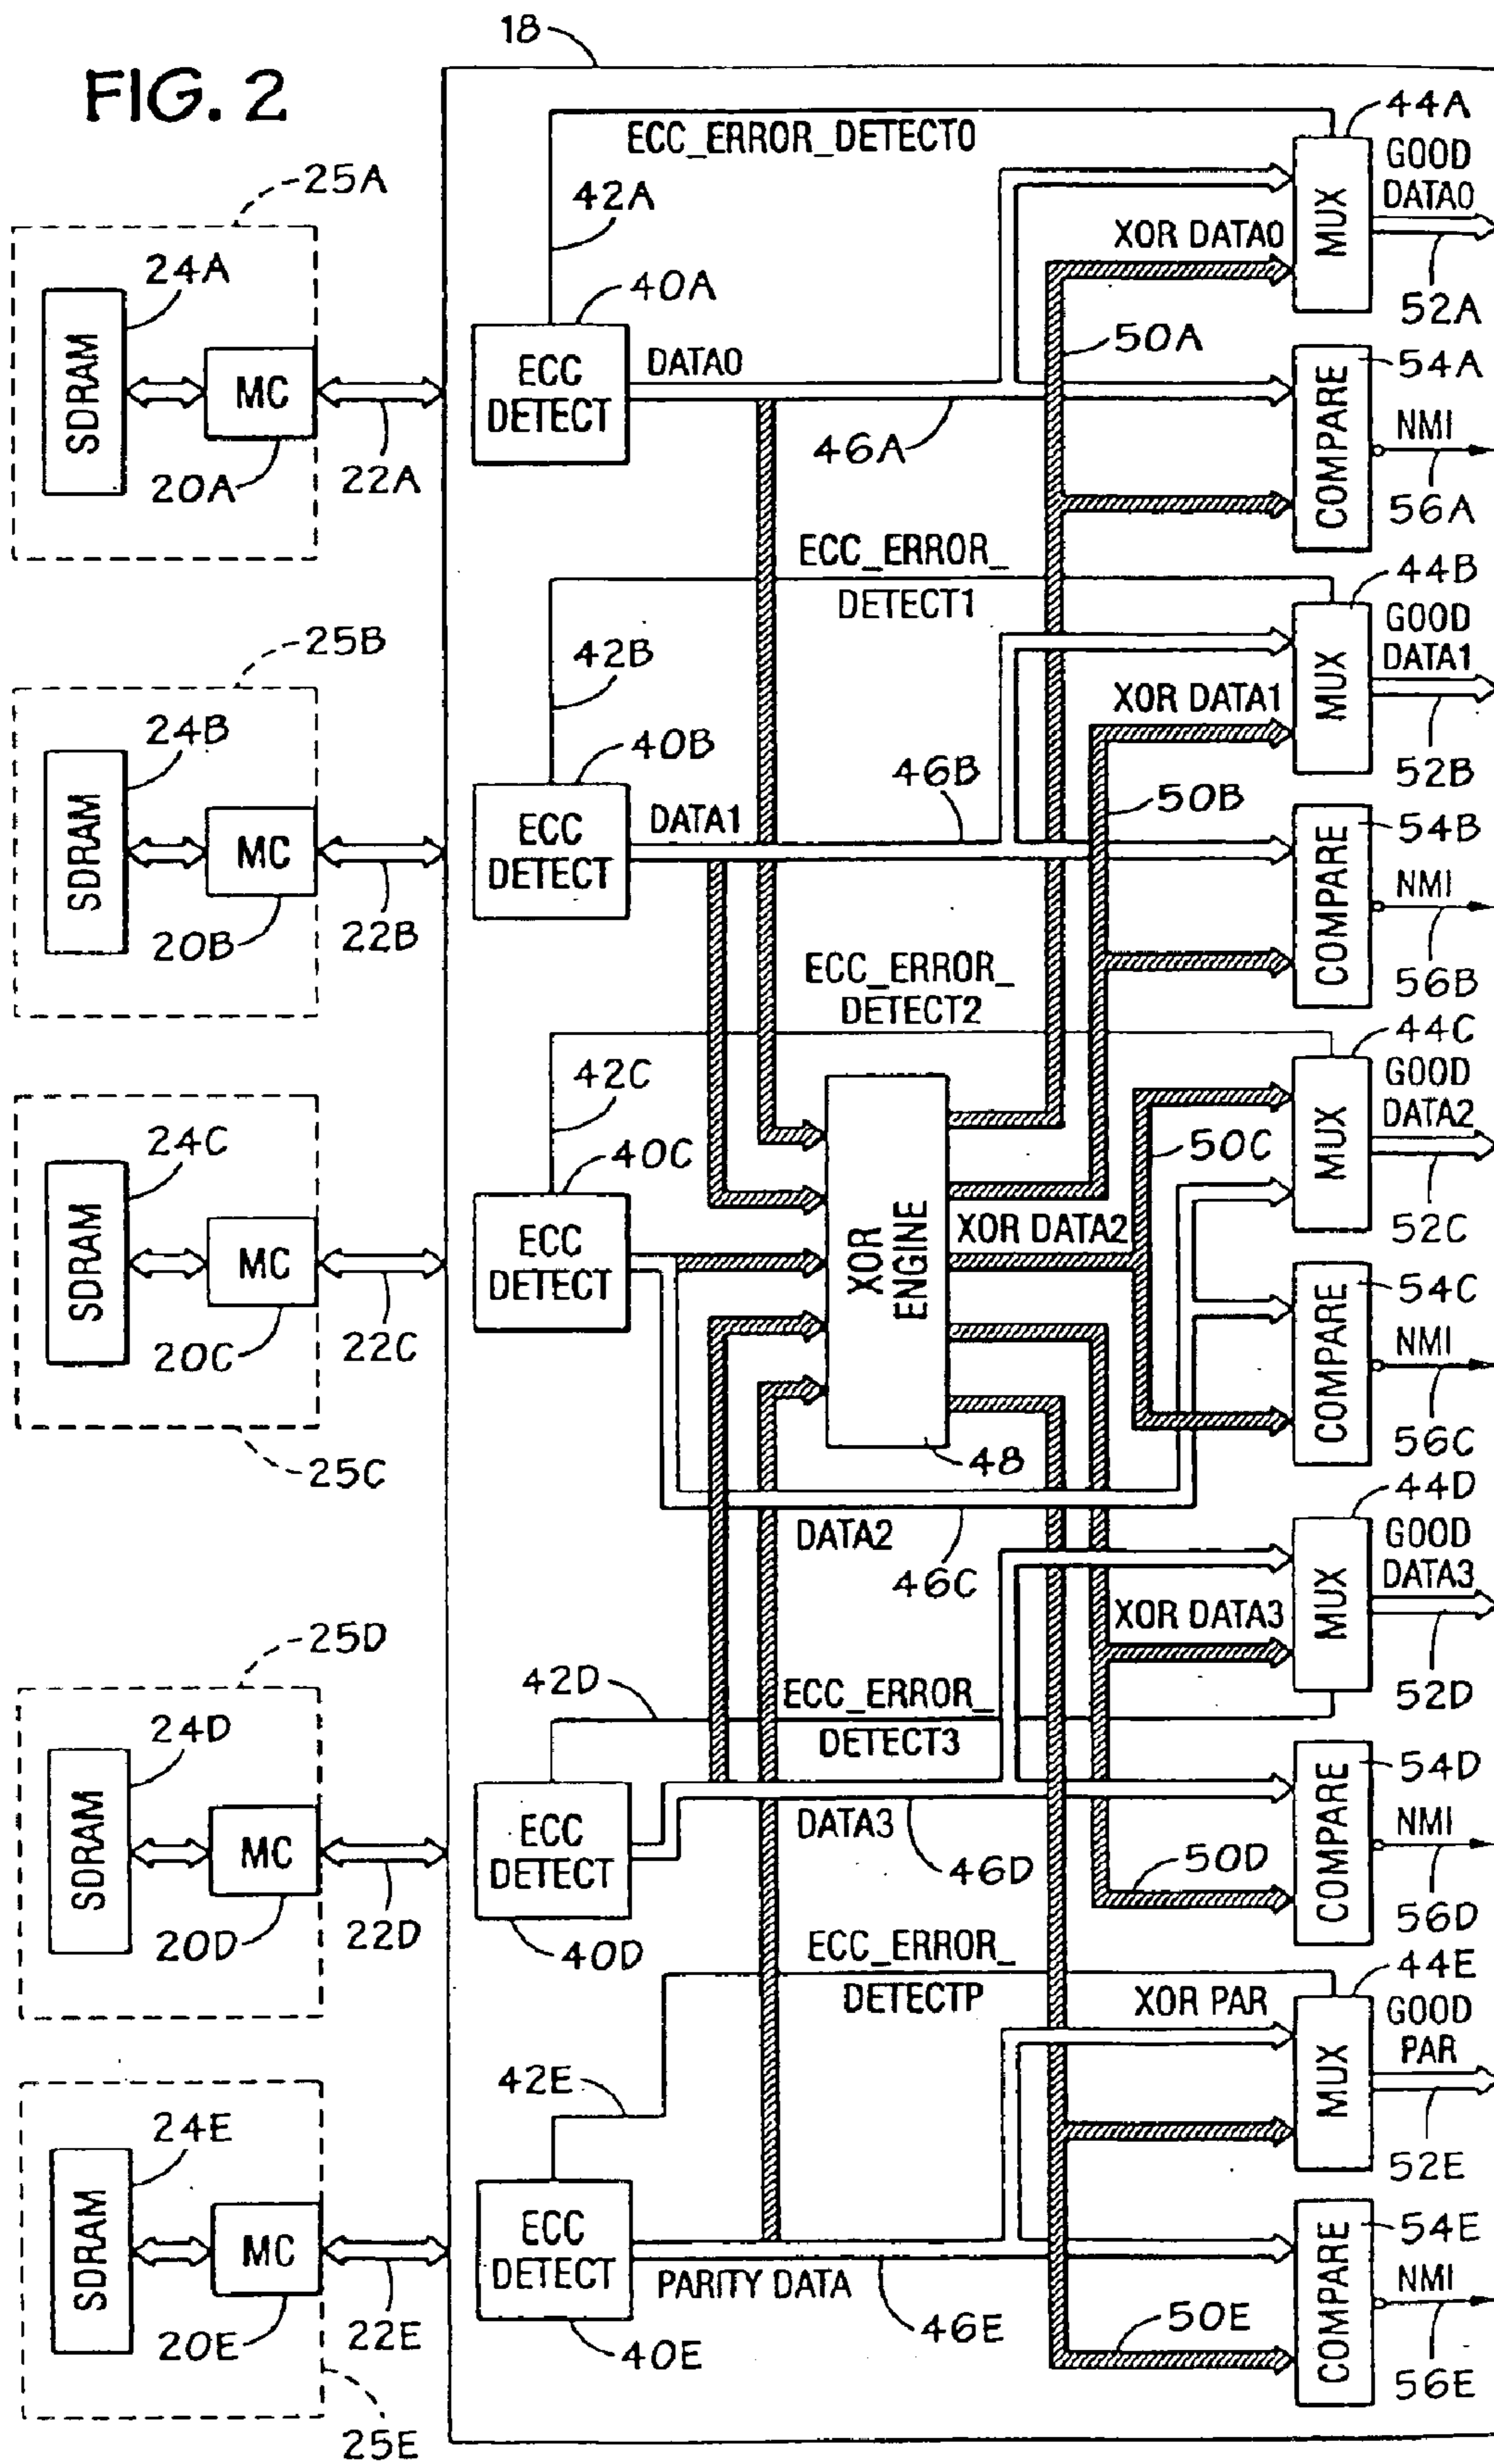 FIG. 2
18
44A
ECC_ERROR_DETECT0
GOOD
DATA0
25A
42A
MUX
XOR DATA0
24A
40A
52A
50A
54A
SDRAM
MC
ECC
DETECT
DATA0
COMPARE
NMI
20A
22A
46A
56A
ECC_ERROR_
DETECT1
44B
GOOD
DATA1
25B
42B
MUX
XOR DATA1
24B
40B
46B
50B
52B
54B
SDRAM
MC
ECC
DETECT
DATA1
COMPARE
NMI
20B
22B
56B
ECC_ERROR_
DETECT2
44C
GOOD
DATA2
42C
MUX
24C
40C
50C
52C
SDRAM
MC
ECC
DETECT
XOR
ENGINE
XOR DATA2
54C
COMPARE
NMI
20C
22C
56C
25C
48
44D
DATA2
46C
GOOD
DATA3
MUX
XOR DATA3
25D
42D
ECC_ERROR_
DETECT3
52D
24D
54D
SDRAM
MC
ECC
DETECT
DATA3
COMPARE
NMI
46D
50D
20D
22D
40D
56D
ECC_ERROR_
DETECTP
44E
XOR PAR
GOOD
PAR
MUX
42E
24E
52E
54E
SDRAM
MC
ECC
DETECT
PARITY DATA
COMPARE
NMI
20E
22E
40E
46E
50E
56E
25E